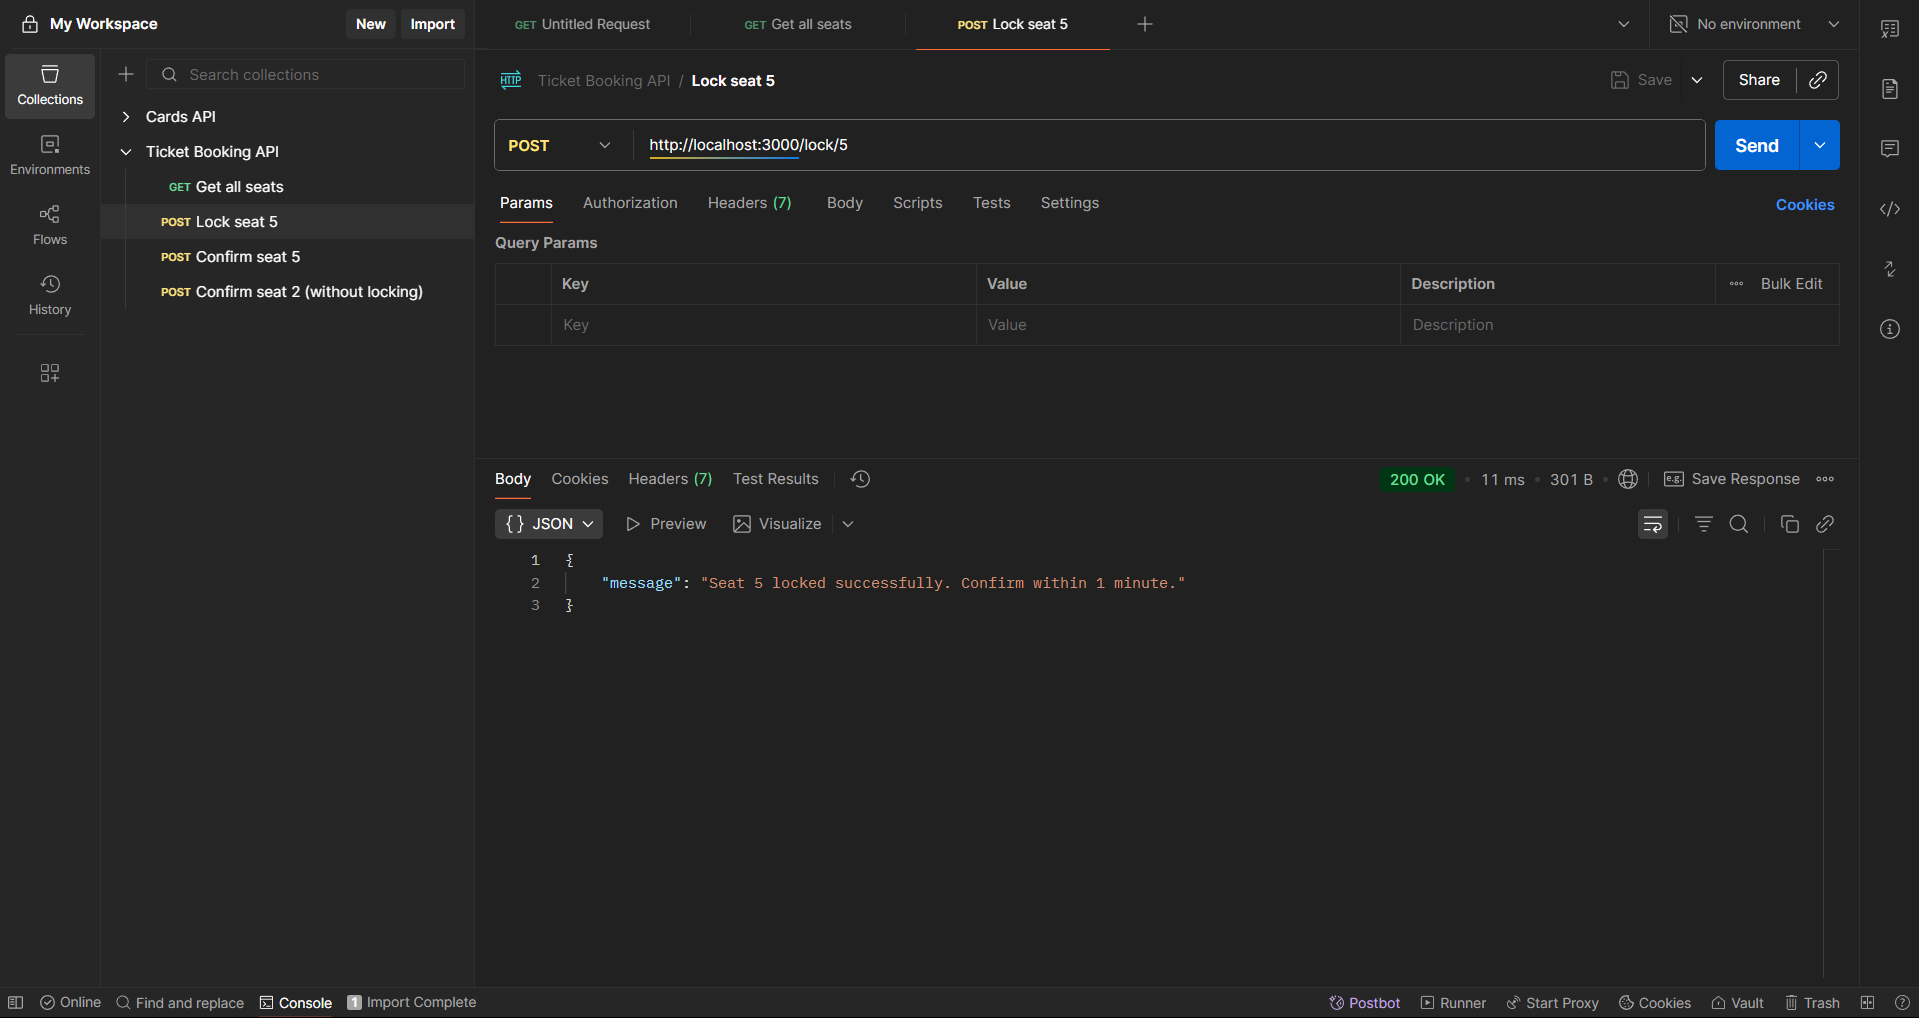 My Workspace
New
Import
GET Untitled Request
GET Get all seats
POST Lock seat 5
No environment
Collections
Environments
Flows
History
Search collections
Cards API
Ticket Booking API
GET Get all seats
POST Lock seat 5
POST Confirm seat 5
POST Confirm seat 2 (without locking)
HTTP
Ticket Booking API / Lock seat 5
Save
Share
POST
http://localhost:3000/lock/5
Send
Params Authorization Headers (7) Body Scripts Tests Settings
Cookies
Query Params
Key Value Description ••• Bulk Edit
Key Value Description
Body Cookies Headers (7) Test Results
200 OK • 11 ms • 301 B •
e.g. Save Response
{} JSON Preview Visualize
1 {
2 "message": "Seat 5 locked successfully. Confirm within 1 minute."
3 }
Online Find and replace Console 1 Import Complete
Postbot Runner Start Proxy Cookies Vault Trash